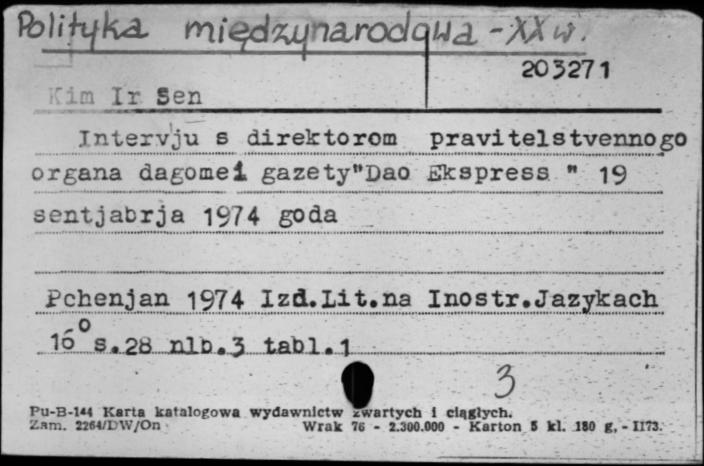 Polityka międzynarodowa - XX w.
203271
Kim Ir Sen
Intervju s direktorom pravitelstvennogo
organa dagomei gazety"Dao Ekspress " 19
sentjabrja 1974 goda
Pchenjan 1974 Izd.Lit.na Inostr.Jazykach
16° s.28 nlb.3 tabl.1
3
Pu-B-144 Karta katalogowa wydawnictw zwartych i ciągłych.
Zam. 2264/DW/On Wrak 76 - 2.300.000 - Karton 5 kl. 180 g. - II73.